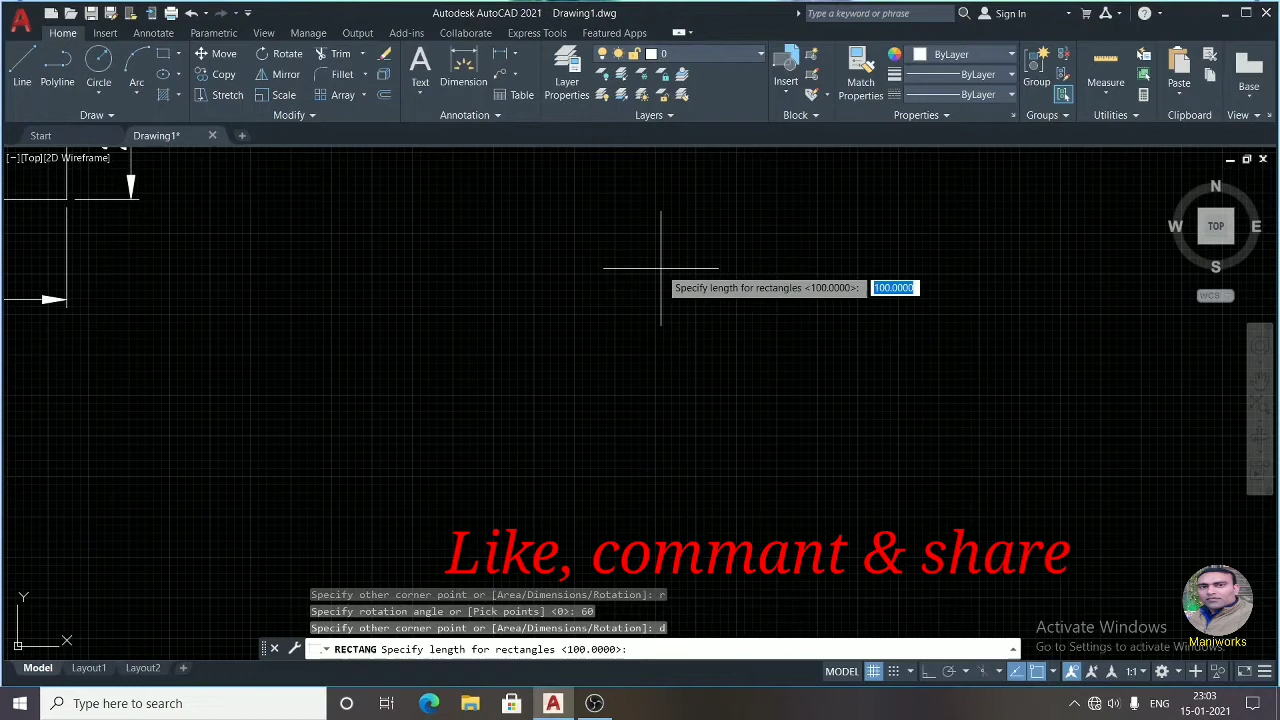 Autodesk AutoCAD 2021 Drawing1.dwg
Type a keyword or phrase
Sign In
Home Insert Annotate Parametric View Manage Output Add-ins Collaborate Express Tools Featured Apps
Line Polyline Circle Arc
Move Rotate Trim
Copy Mirror Fillet
Stretch Scale Array
Text Dimension Table
Layer Properties
0
Insert
Match Properties
ByLayer
ByLayer
ByLayer
Group
Measure
Paste
Base
Draw Modify Annotation Layers Block Properties Groups Utilities Clipboard View
Start Drawing1*
[−][Top][2D Wireframe]
N
W TOP E
S
WCS
Specify length for rectangles <100.0000>: 100.0000
Like, commant & share
Specify other corner point or [Area/Dimensions/Rotation]: r
Specify rotation angle or [Pick points] <0>: 60
Specify other corner point or [Area/Dimensions/Rotation]: d
RECTANG Specify length for rectangles <100.0000>:
Y
X
Activate Windows
Go to Settings to activate Windows.
Maniworks
Model Layout1 Layout2
MODEL 1:1
Type here to search
23:03
15-01-2021